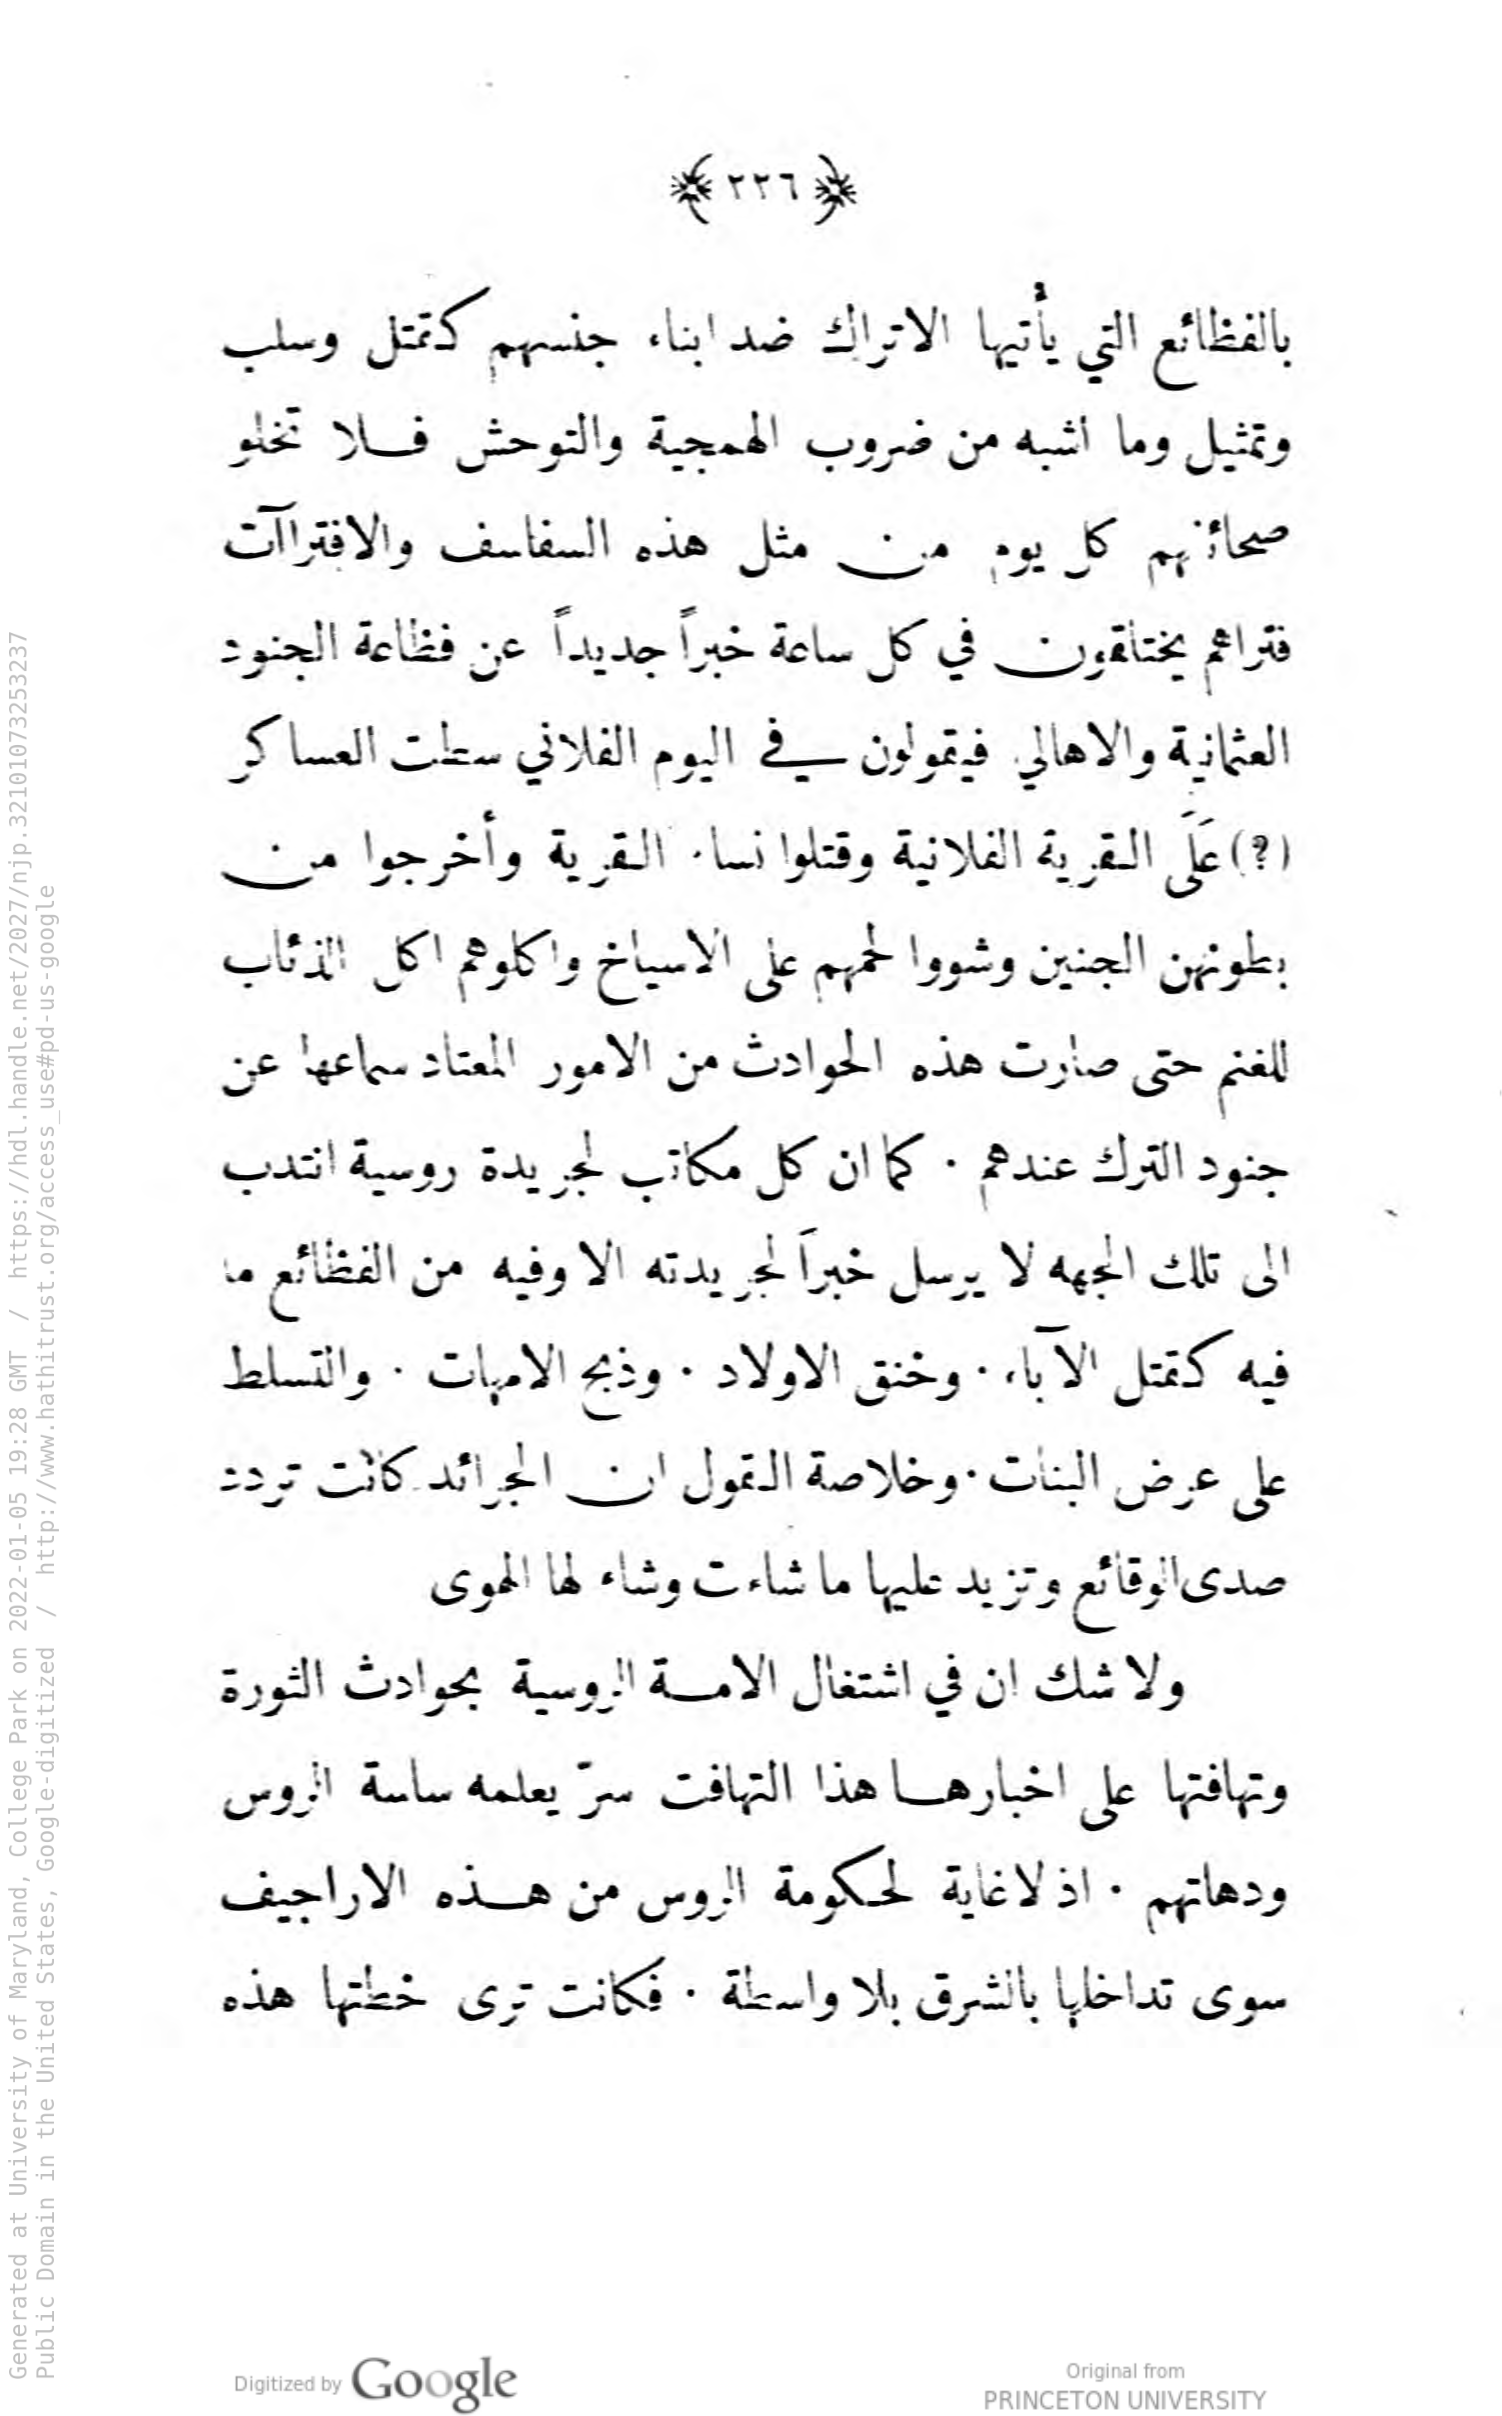 ﴿ ٢٢٦ ﴾
بالفظائع التي يأتيها الاتراك ضد ابناء جنسهم كقتل وسلب
وتمثيل وما اشبه من ضروب الهمجية والتوحش فلا تخلو
صحائفهم كل يوم من مثل هذه السفاسف والافتراآت
فتراهم يختلقون في كل ساعة خبراً جديداً عن فظاعة الجنود
العثمانية والاهالي فيقولون في اليوم الفلاني سطت العساكر
(?) عَلَى القرية الفلانية وقتلوا نساء القرية وأخرجوا من
بطونهن الجنين وشووا لحمهم على الاسياخ واكلوهم اكل الذئاب
للغنم حتى صارت هذه الحوادث من الامور المعتاد سماعها عن
جنود الترك عندهم . كما ان كل مكاتب لجريدة روسية انتدب
الى تلك الجهه لا يرسل خبراً لجريدته الا وفيه من الفظائع ما
فيه كقتل الآباء . وخنق الاولاد . وذبح الامهات . والتسلط
على عرض البنات . وخلاصة القول ان الجرائد كانت تردد
صدى الوقائع وتزيد عليها ما شاءت وشاء لها الهوى
ولا شك ان في اشتغال الامة الروسية بحوادث الثورة
وتهافتها على اخبارها هذا التهافت سرّ يعلمه ساسة الروس
ودهاتهم . اذ لا غاية لحكومة الروس من هذه الاراجيف
سوى تداخلها بالشرق بلا واسطة . فكانت ترى خطتها هذه
Generated at University of Maryland, College Park on 2022-01-05 19:28 GMT / https://hdl.handle.net/2027/njp.32101073253237
Public Domain in the United States, Google-digitized / http://www.hathitrust.org/access_use#pd-us-google
Digitized by Google
Original from
PRINCETON UNIVERSITY